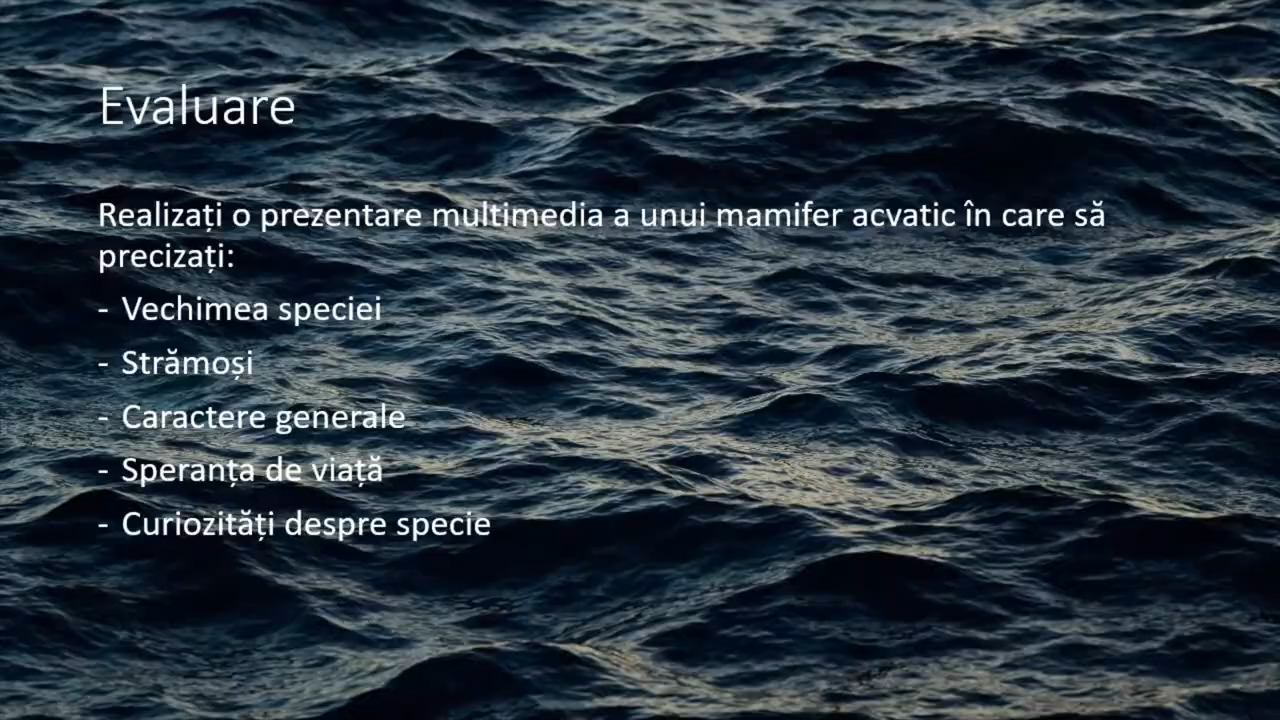 Evaluare
Realizați o prezentare multimedia a unui mamifer acvatic în care să
precizați:
- Vechimea speciei
- Strămoși
- Caractere generale
- Speranța de viață
- Curiozități despre specie